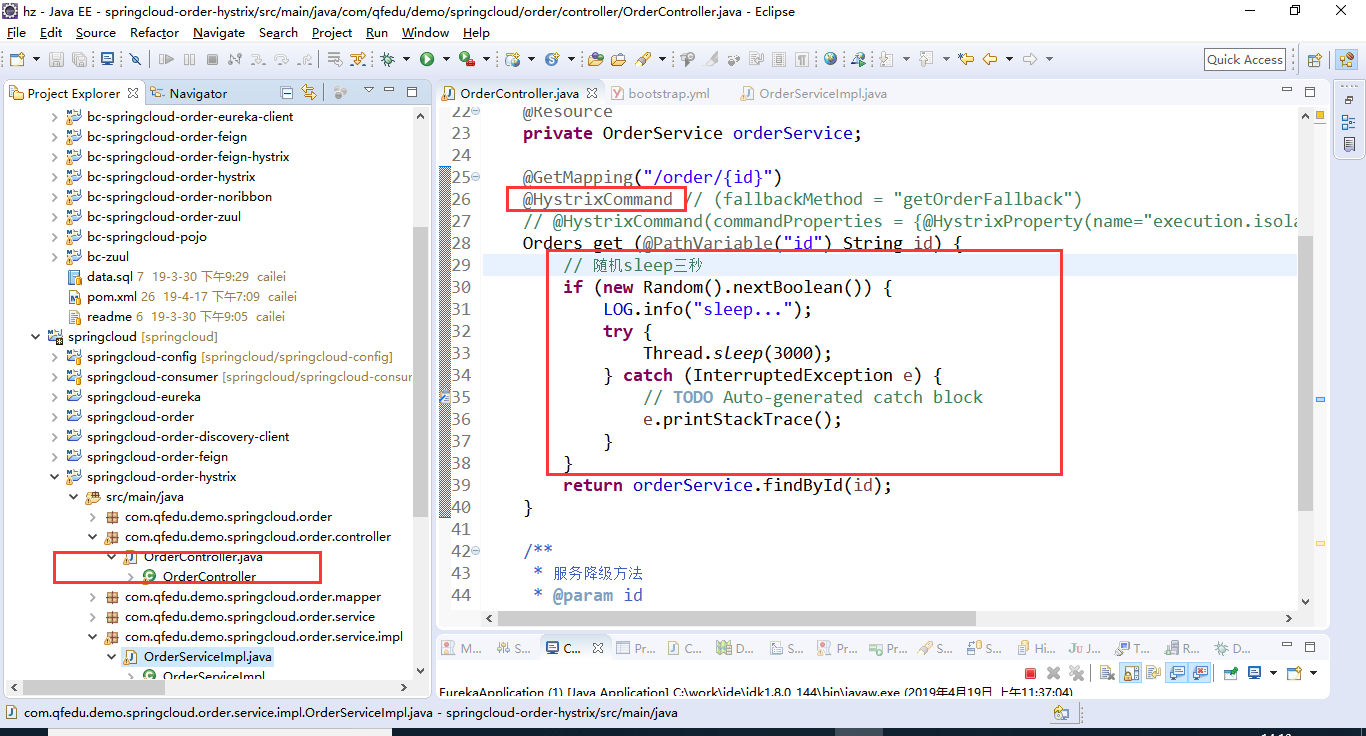 hz - Java EE - springcloud-order-hystrix/src/main/java/com/qfedu/demo/springcloud/order/controller/OrderController.java - Eclipse
File Edit Source Refactor Navigate Search Project Run Window Help
Quick Access
Project Explorer
Navigator
bc-springcloud-order-eureka-client
bc-springcloud-order-feign
bc-springcloud-order-feign-hystrix
bc-springcloud-order-hystrix
bc-springcloud-order-noribbon
bc-springcloud-order-zuul
bc-springcloud-pojo
bc-zuul
data.sql 7 19-3-30 下午9:29 cailei
pom.xml 26 19-4-17 下午7:09 cailei
readme 6 19-3-30 下午9:05 cailei
springcloud [springcloud]
springcloud-config [springcloud/springcloud-config]
springcloud-consumer [springcloud/springcloud-consur
springcloud-eureka
springcloud-order
springcloud-order-discovery-client
springcloud-order-feign
springcloud-order-hystrix
src/main/java
com.qfedu.demo.springcloud.order
com.qfedu.demo.springcloud.order.controller
OrderController.java
OrderController
com.qfedu.demo.springcloud.order.mapper
com.qfedu.demo.springcloud.order.service
com.qfedu.demo.springcloud.order.service.impl
OrderServiceImpl.java
OrderServiceImpl
OrderController.java bootstrap.yml OrderServiceImpl.java
22 @Resource
23 private OrderService orderService;
24
25 @GetMapping("/order/{id}")
26 @HystrixCommand // (fallbackMethod = "getOrderFallback")
27 // @HystrixCommand(commandProperties = {@HystrixProperty(name="execution.isola
28 Orders get (@PathVariable("id") String id) {
29 // 随机sleep三秒
30 if (new Random().nextBoolean()) {
31 LOG.info("sleep...");
32 try {
33 Thread.sleep(3000);
34 } catch (InterruptedException e) {
35 // TODO Auto-generated catch block
36 e.printStackTrace();
37 }
38 }
39 return orderService.findById(id);
40 }
41
42 /**
43 * 服务降级方法
44 * @param id
M... S... C... Pr... C... D... S... Pr... Pr... S... S... Hi... Ju J... T... R... D...
EurekaApplication (1) [Java Application] C:\work\ide\jdk1.8.0_144\bin\javaw.exe (2019年4月19日 上午11:37:04)
com.qfedu.demo.springcloud.order.service.impl.OrderServiceImpl.java - springcloud-order-hystrix/src/main/java